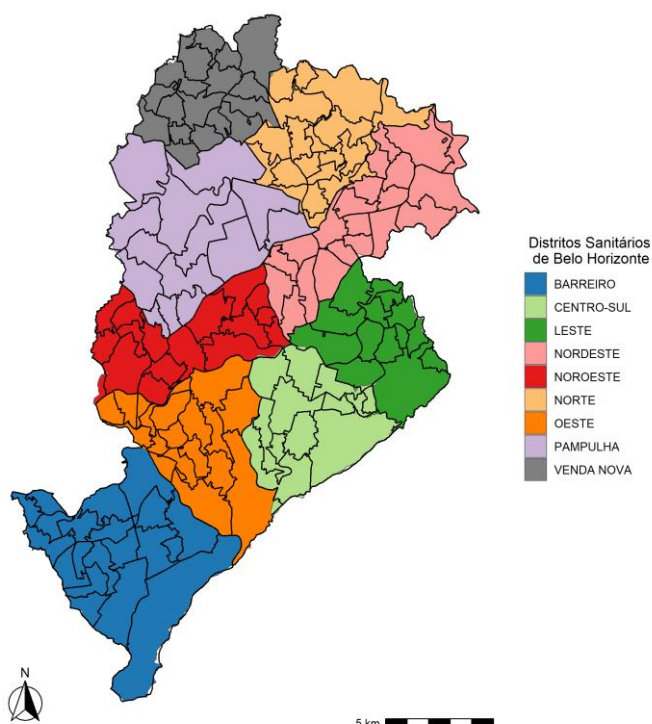 Distritos Sanitários
de Belo Horizonte
BARREIRO
CENTRO-SUL
LESTE
NORDESTE
NOROESTE
NORTE
OESTE
PAMPULHA
VENDA NOVA
N
5 km